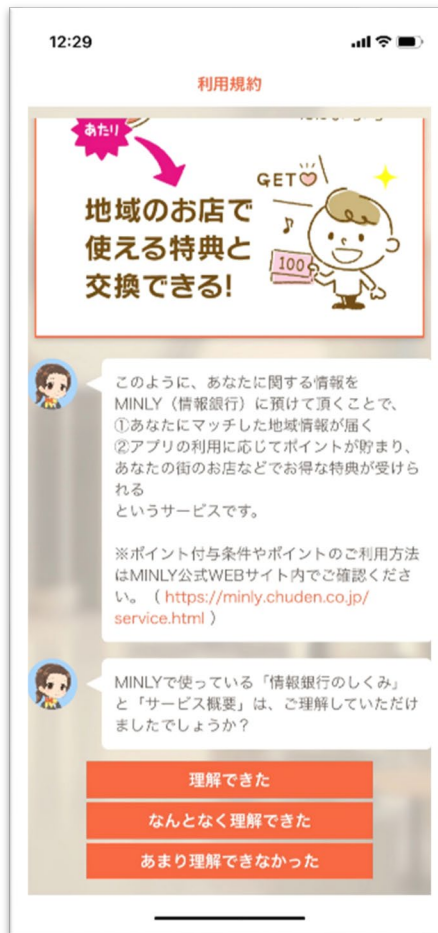 12:29
利用規約
あたり
GET
地域のお店で
使える特典と
交換できる!
100
このように、あなたに関する情報を
MINLY（情報銀行）に預けて頂くことで、
①あなたにマッチした地域情報が届く
②アプリの利用に応じてポイントが貯まり、
あなたの街のお店などでお得な特典が受けら
れる
というサービスです。
※ポイント付与条件やポイントのご利用方法
はMINLY公式WEBサイト内でご確認くださ
い。（ https://minly.chuden.co.jp/
service.html ）
MINLYで使っている「情報銀行のしくみ」
と「サービス概要」は、ご理解していただけ
ましたでしょうか？
理解できた
なんとなく理解できた
あまり理解できなかった